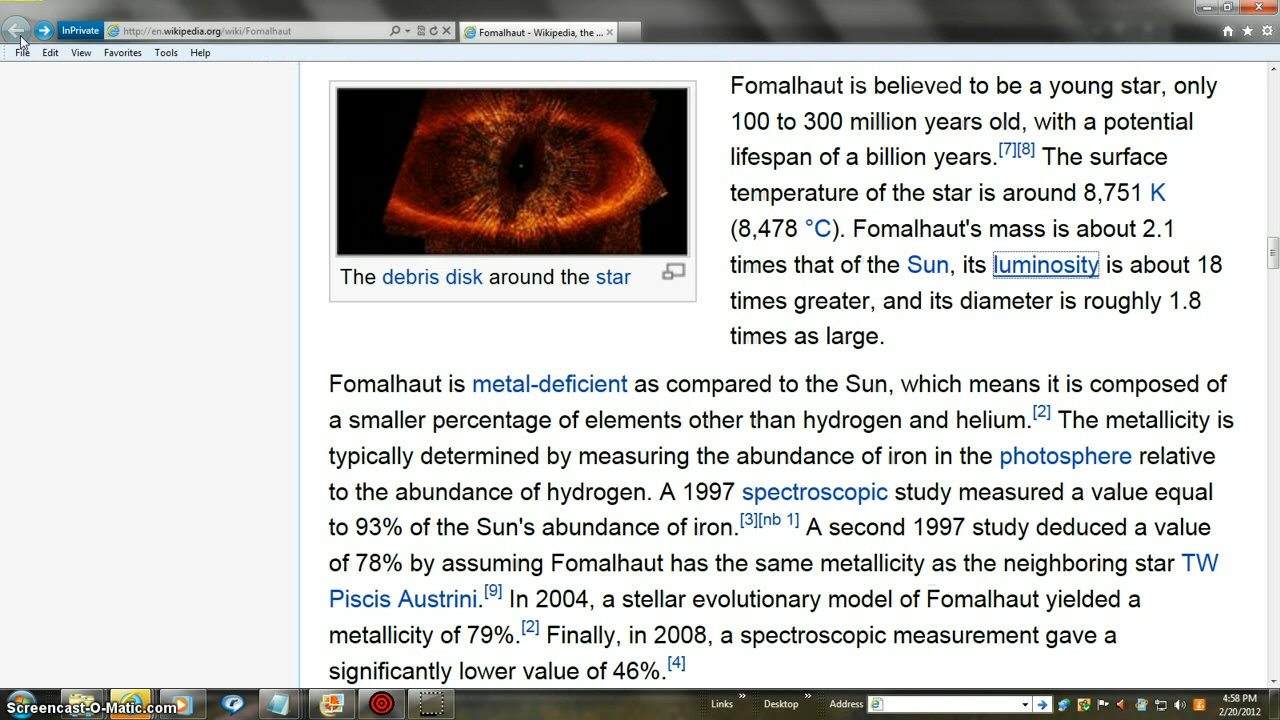 InPrivate
http://en.wikipedia.org/wiki/Fomalhaut
Fomalhaut - Wikipedia, the ...
File Edit View Favorites Tools Help
The debris disk around the star
Fomalhaut is believed to be a young star, only
100 to 300 million years old, with a potential
lifespan of a billion years.[7][8] The surface
temperature of the star is around 8,751 K
(8,478 °C). Fomalhaut's mass is about 2.1
times that of the Sun, its luminosity is about 18
times greater, and its diameter is roughly 1.8
times as large.
Fomalhaut is metal-deficient as compared to the Sun, which means it is composed of
a smaller percentage of elements other than hydrogen and helium.[2] The metallicity is
typically determined by measuring the abundance of iron in the photosphere relative
to the abundance of hydrogen. A 1997 spectroscopic study measured a value equal
to 93% of the Sun's abundance of iron.[3][nb 1] A second 1997 study deduced a value
of 78% by assuming Fomalhaut has the same metallicity as the neighboring star TW
Piscis Austrini.[9] In 2004, a stellar evolutionary model of Fomalhaut yielded a
metallicity of 79%.[2] Finally, in 2008, a spectroscopic measurement gave a
significantly lower value of 46%.[4]
Screencast-O-Matic.com
Links » Desktop » Address
4:58 PM
2/20/2012